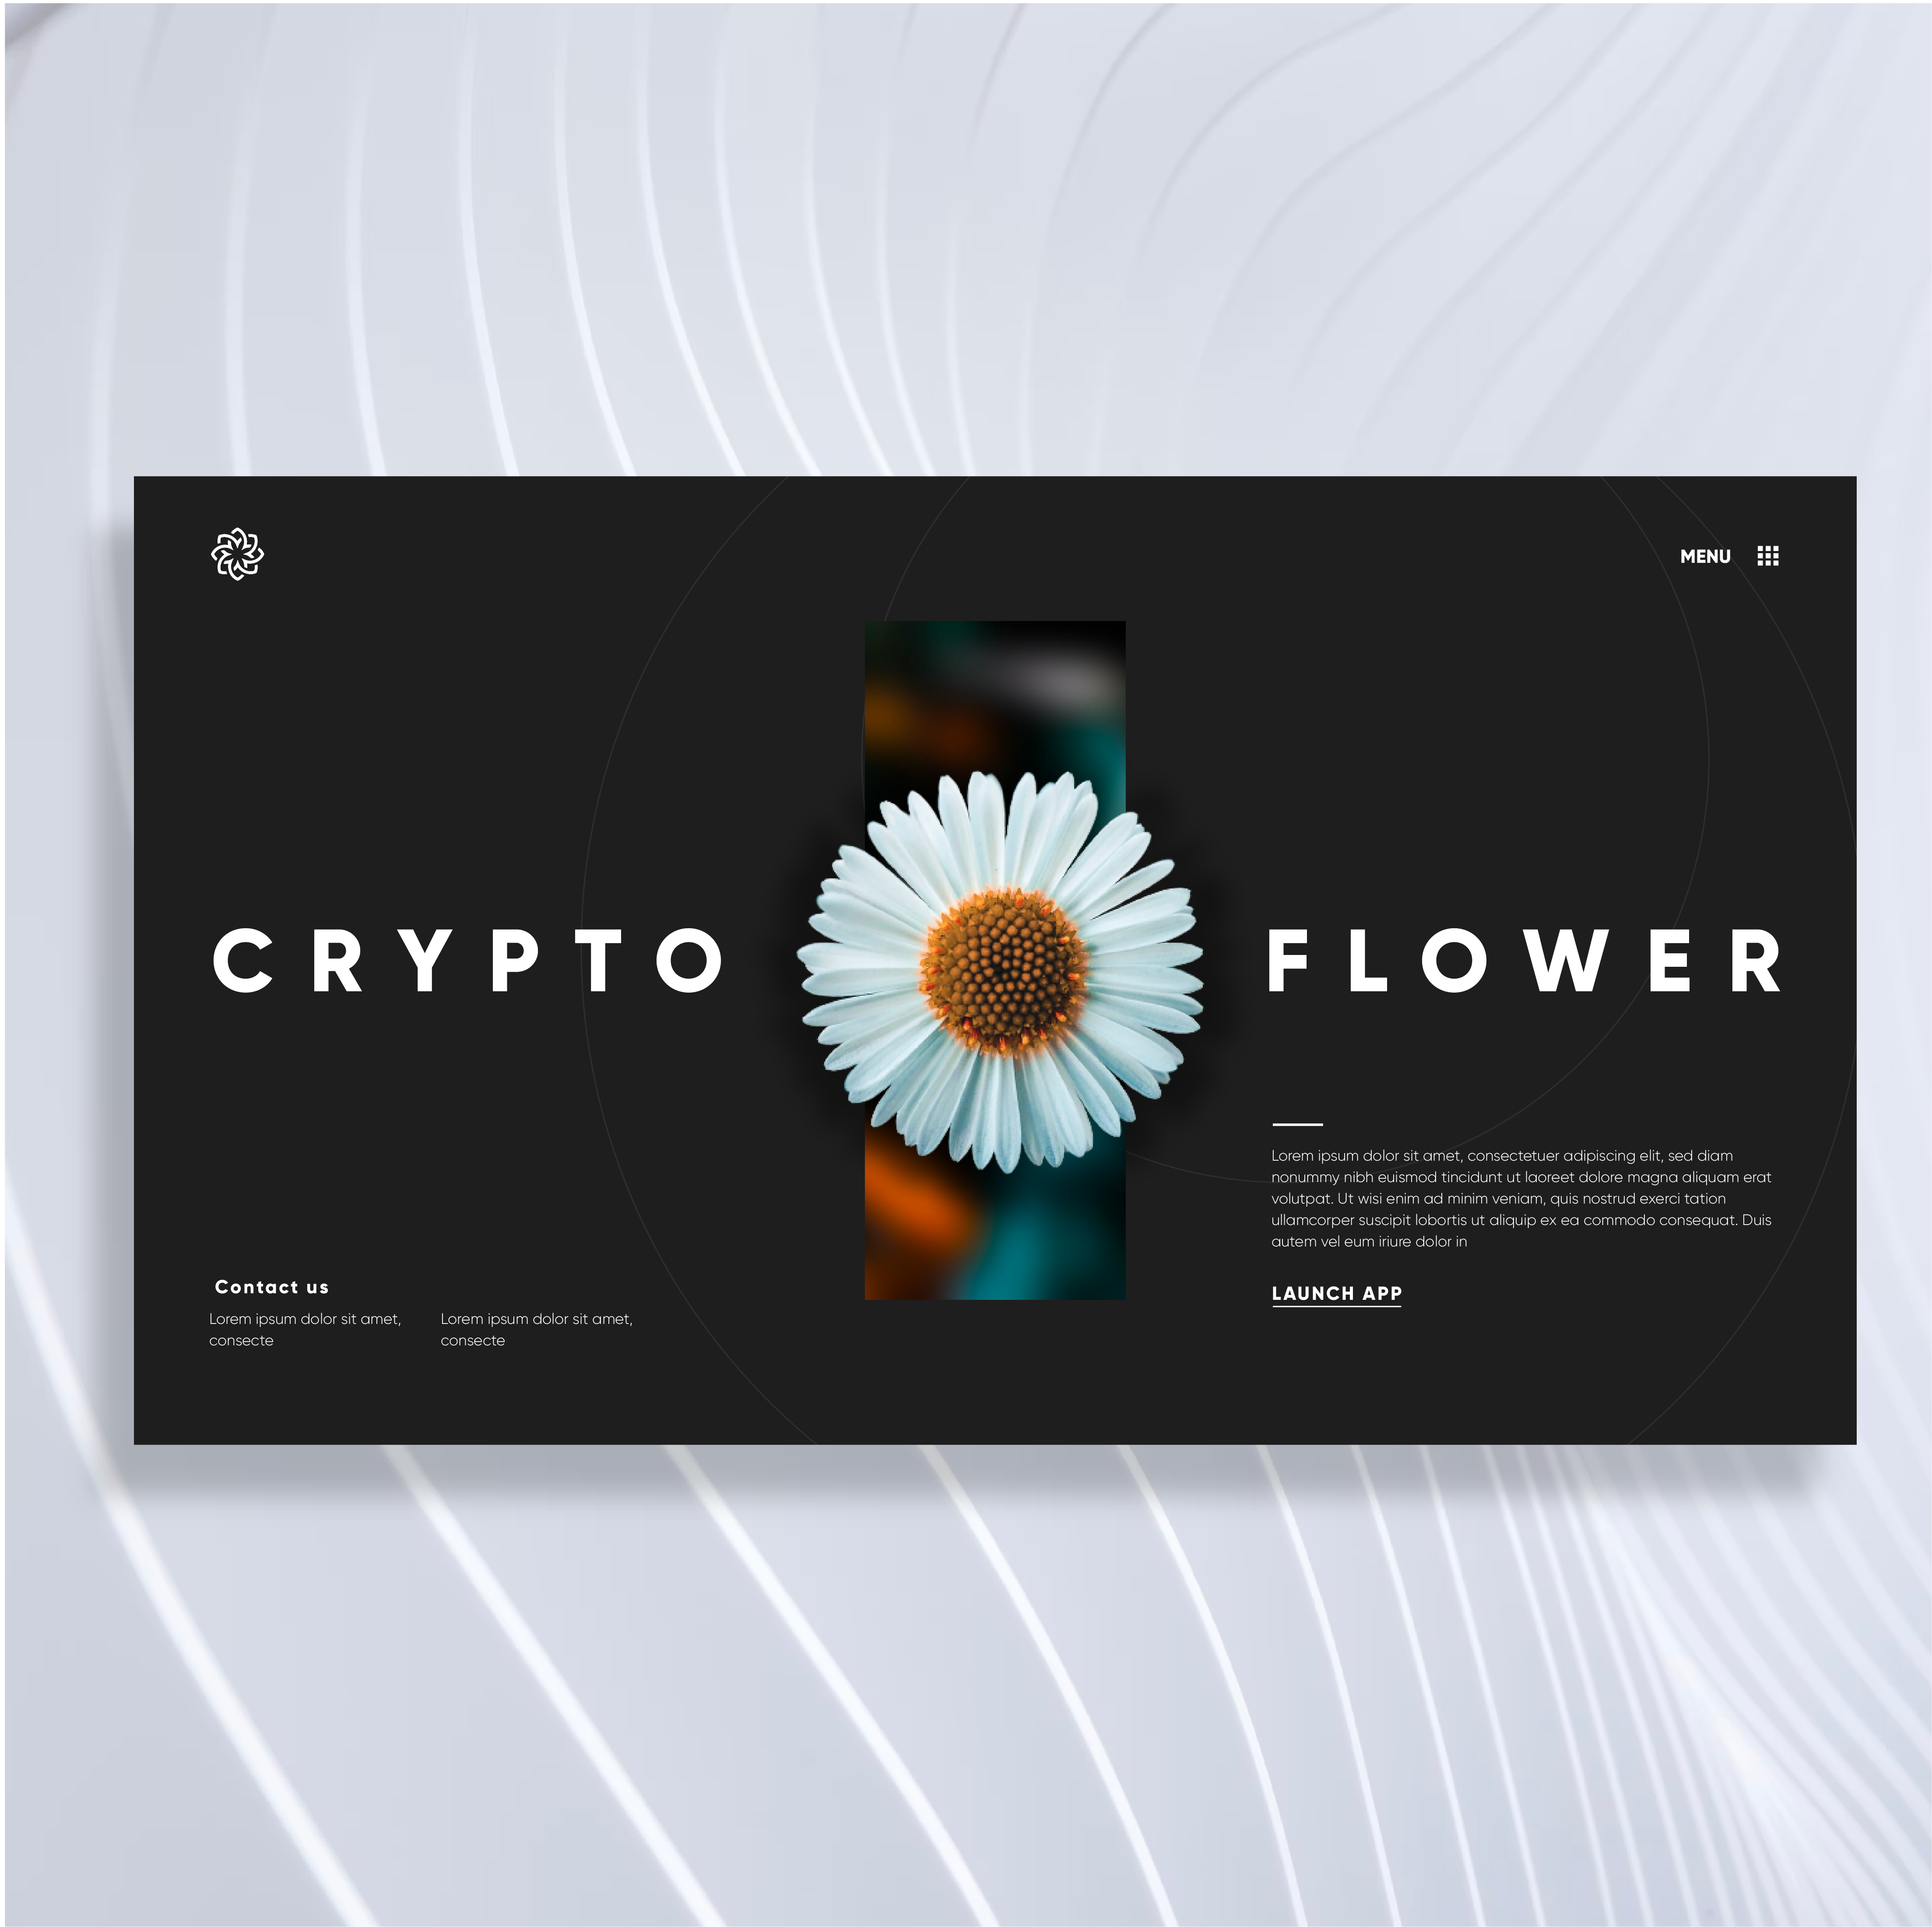 MENU
CRYPTO FLOWER
Lorem ipsum dolor sit amet, consectetuer adipiscing elit, sed diam
nonummy nibh euismod tincidunt ut laoreet dolore magna aliquam erat
volutpat. Ut wisi enim ad minim veniam, quis nostrud exerci tation
ullamcorper suscipit lobortis ut aliquip ex ea commodo consequat. Duis
autem vel eum iriure dolor in
LAUNCH APP
Contact us
Lorem ipsum dolor sit amet,
consecte
Lorem ipsum dolor sit amet,
consecte